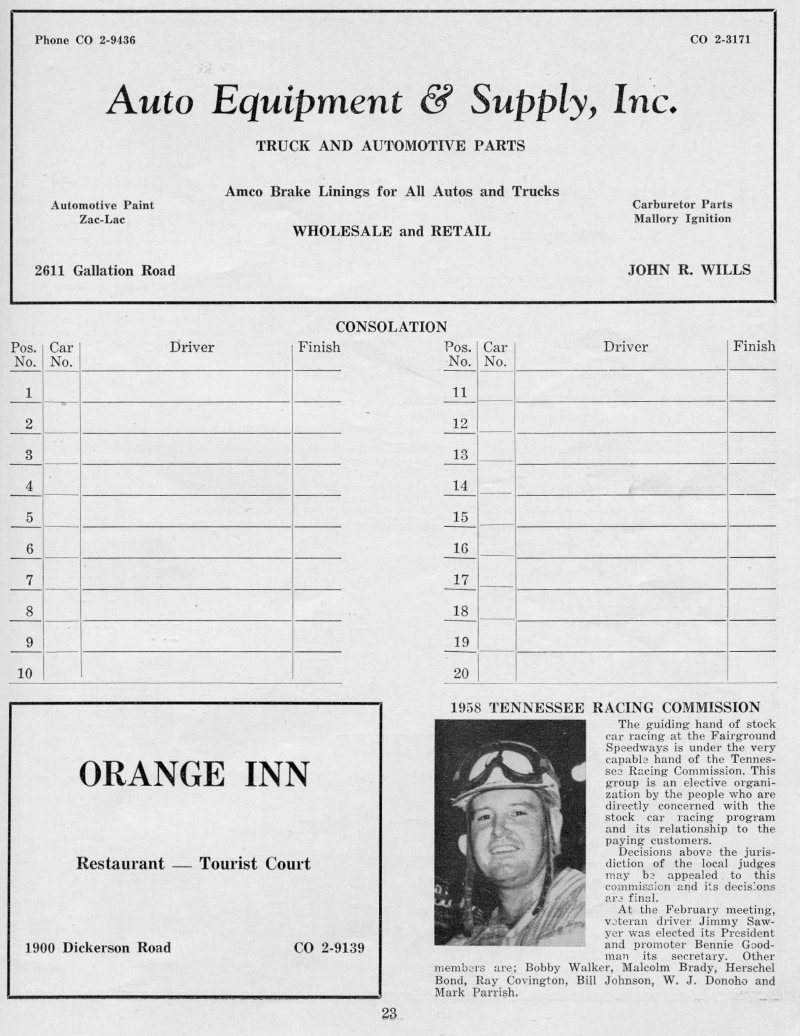 Phone CO 2-9436 CO 2-3171
Auto Equipment & Supply, Inc.
TRUCK AND AUTOMOTIVE PARTS
Amco Brake Linings for All Autos and Trucks
Automotive Paint
Zac-Lac
Carburetor Parts
Mallory Ignition
WHOLESALE and RETAIL
2611 Gallation Road JOHN R. WILLS
CONSOLATION
Pos. No. Car No. Driver Finish
1
2
3
4
5
6
7
8
9
10
Pos. No. Car No. Driver Finish
11
12
13
14
15
16
17
18
19
20
ORANGE INN
Restaurant — Tourist Court
1900 Dickerson Road CO 2-9139
1958 TENNESSEE RACING COMMISSION
The guiding hand of stock
car racing at the Fairground
Speedways is under the very
capable hand of the Tennes-
see Racing Commission. This
group is an elective organi-
zation by the people who are
directly concerned with the
stock car racing program
and its relationship to the
paying customers.
Decisions above the juris-
diction of the local judges
may be appealed to this
commission and its decisions
are final.
At the February meeting,
veteran driver Jimmy Saw-
yer was elected its President
and promoter Bennie Good-
man its secretary. Other
members are; Bobby Walker, Malcolm Brady, Herschel
Bond, Ray Covington, Bill Johnson, W. J. Donoho and
Mark Parrish.
23